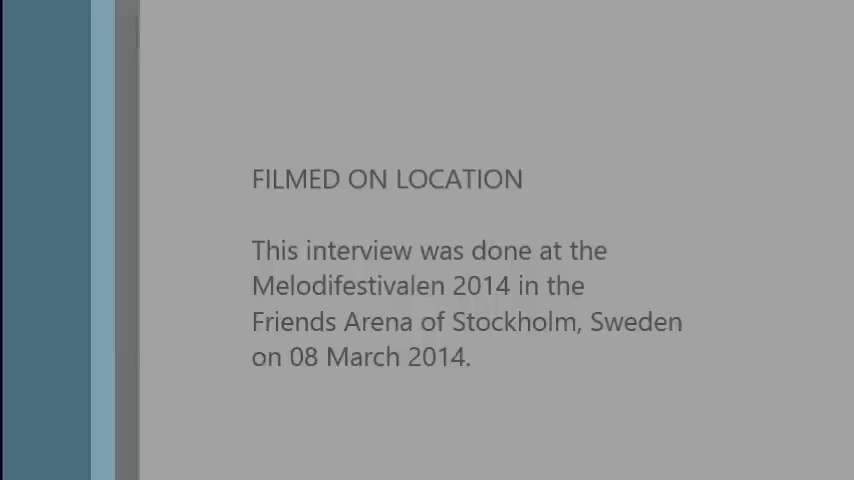 FILMED ON LOCATION
This interview was done at the
Melodifestivalen 2014 in the
Friends Arena of Stockholm, Sweden
on 08 March 2014.